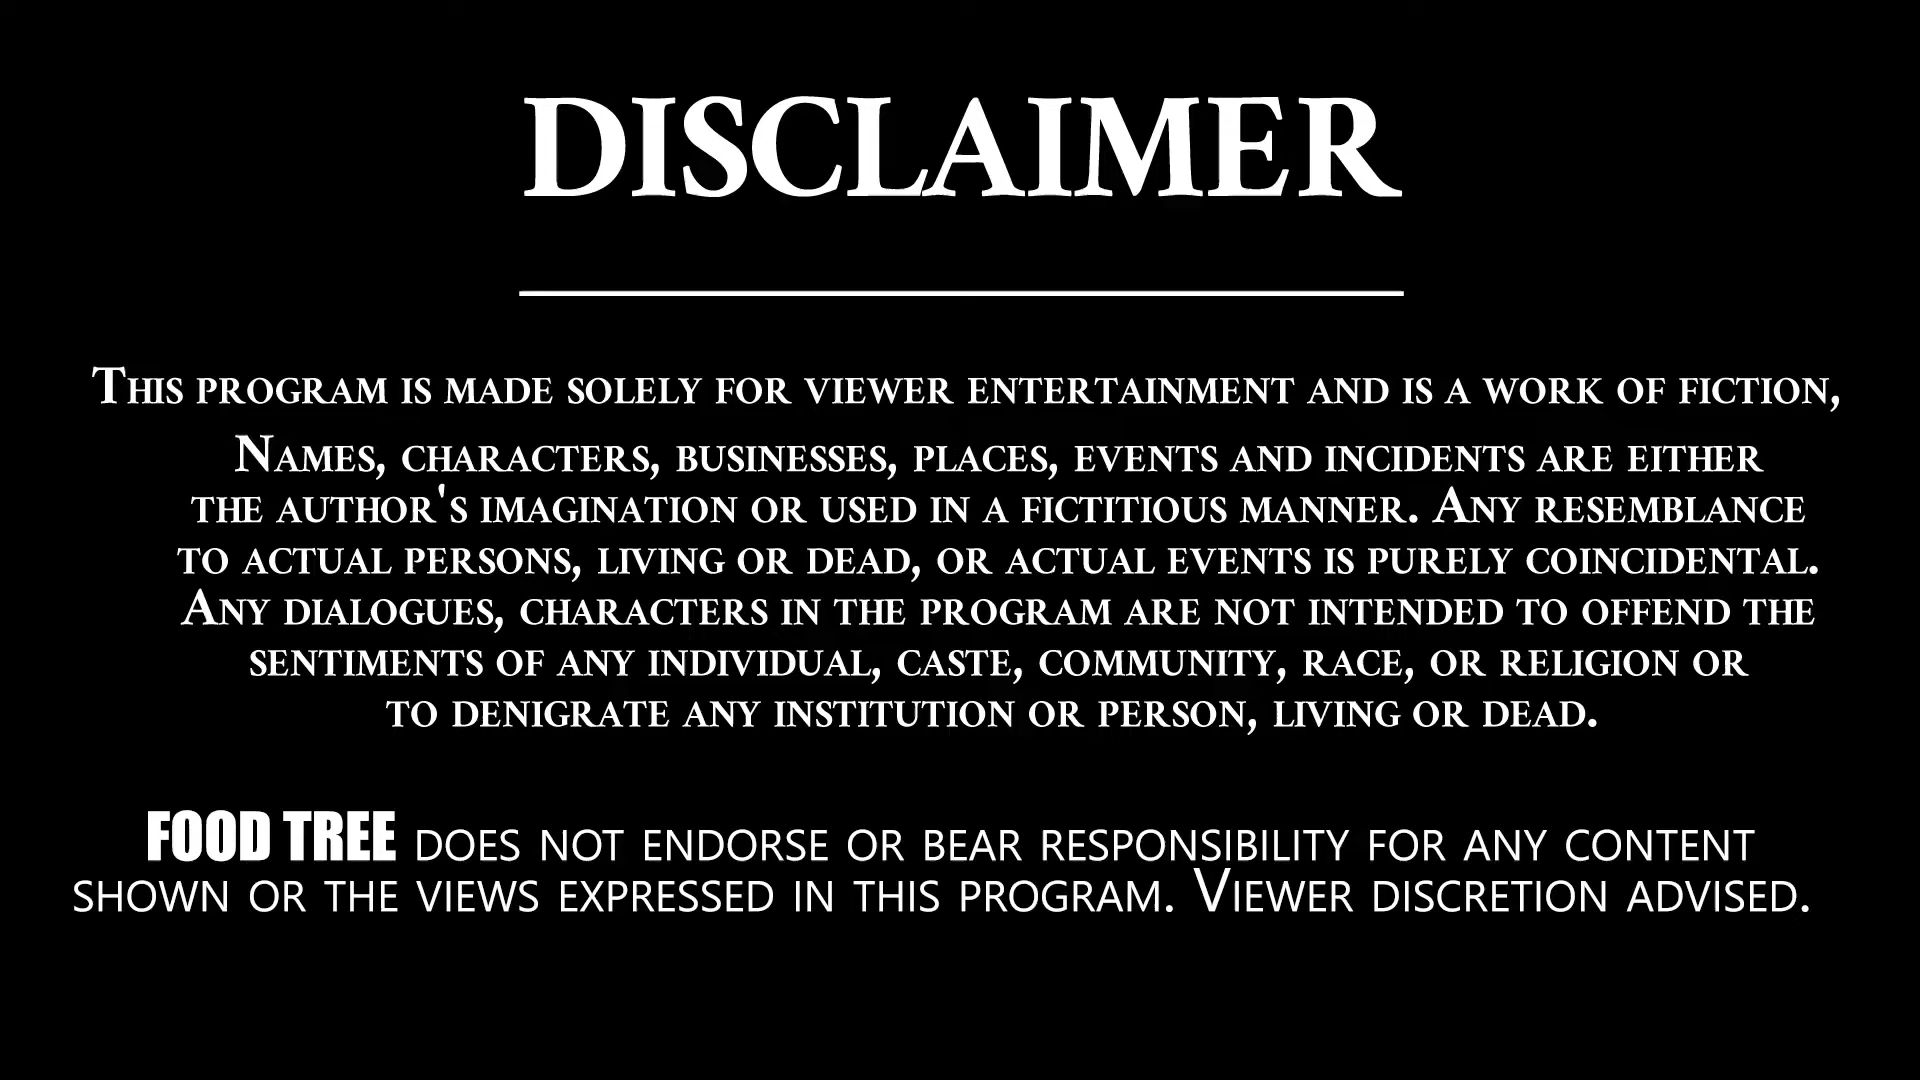 DISCLAIMER
This program is made solely for viewer entertainment and is a work of fiction,
Names, characters, businesses, places, events and incidents are either
the author's imagination or used in a fictitious manner. Any resemblance
to actual persons, living or dead, or actual events is purely coincidental.
Any dialogues, characters in the program are not intended to offend the
sentiments of any individual, caste, community, race, or religion or
to denigrate any institution or person, living or dead.
FOOD TREE does not endorse or bear responsibility for any content
shown or the views expressed in this program. Viewer discretion advised.